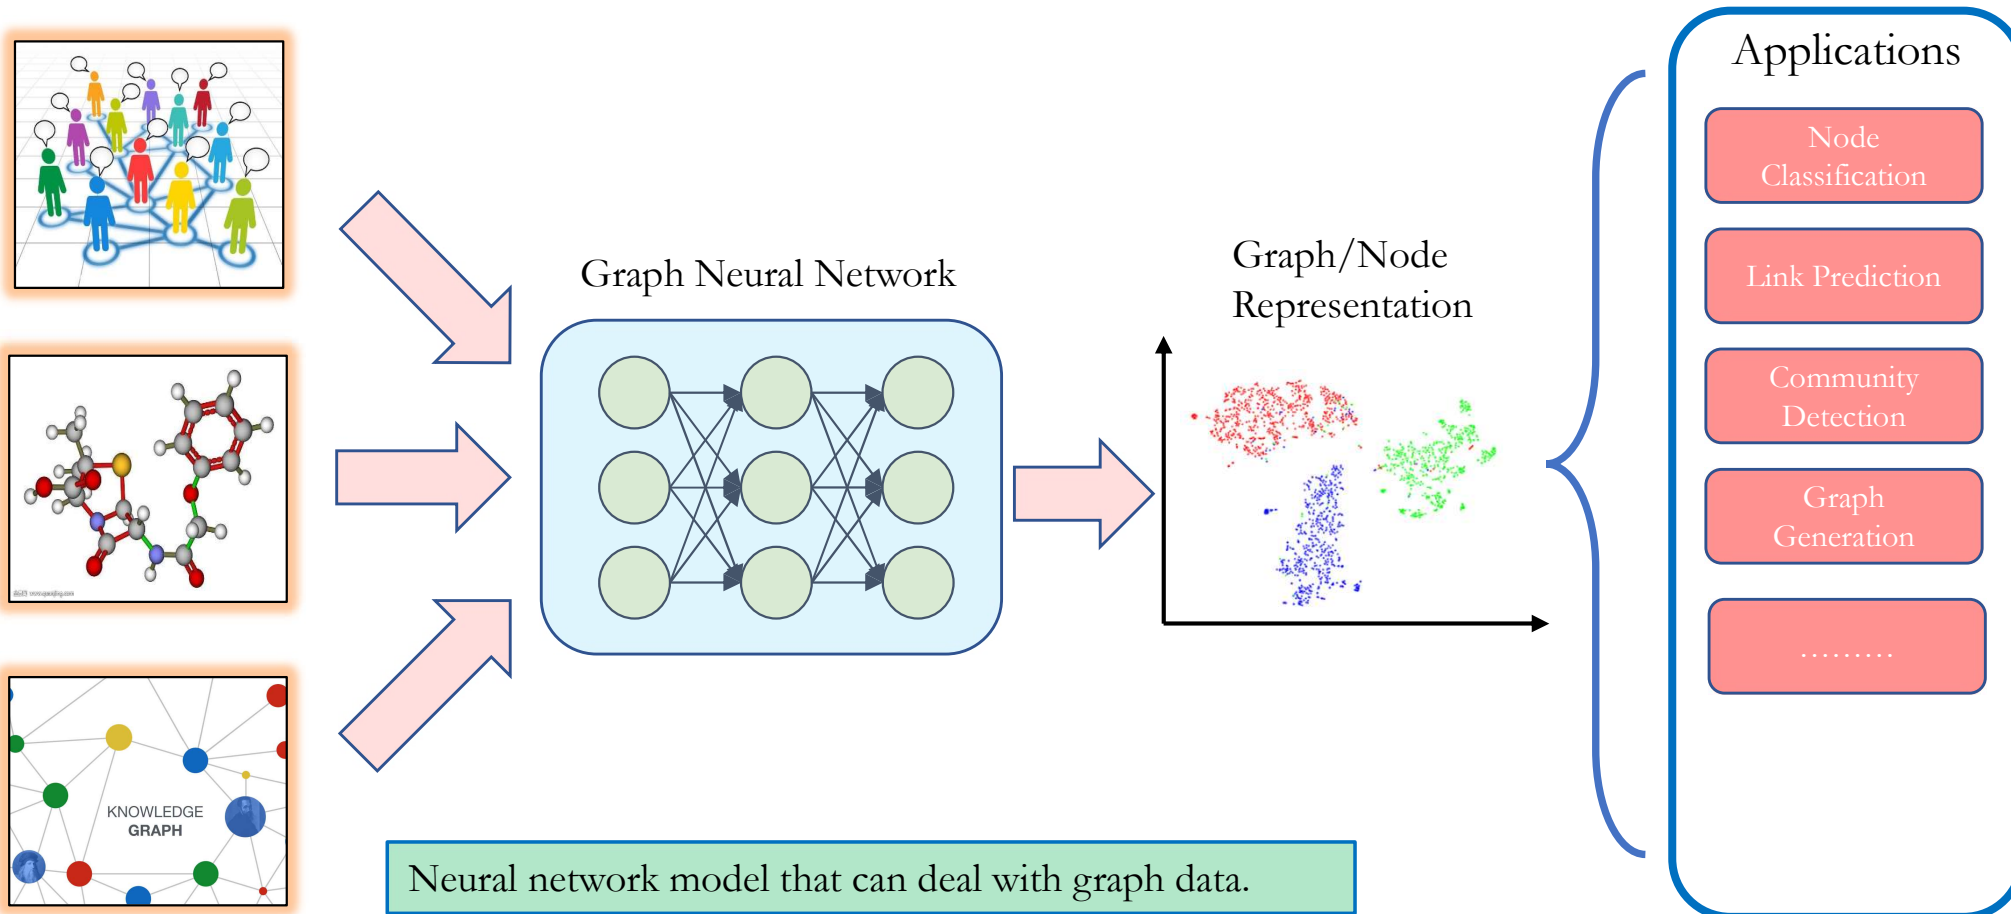 Applications
Node
Classification
Link Prediction
Community
Detection
Graph
Generation
.........
Graph Neural Network
Graph/Node
Representation
KNOWLEDGE
GRAPH
Neural network model that can deal with graph data.